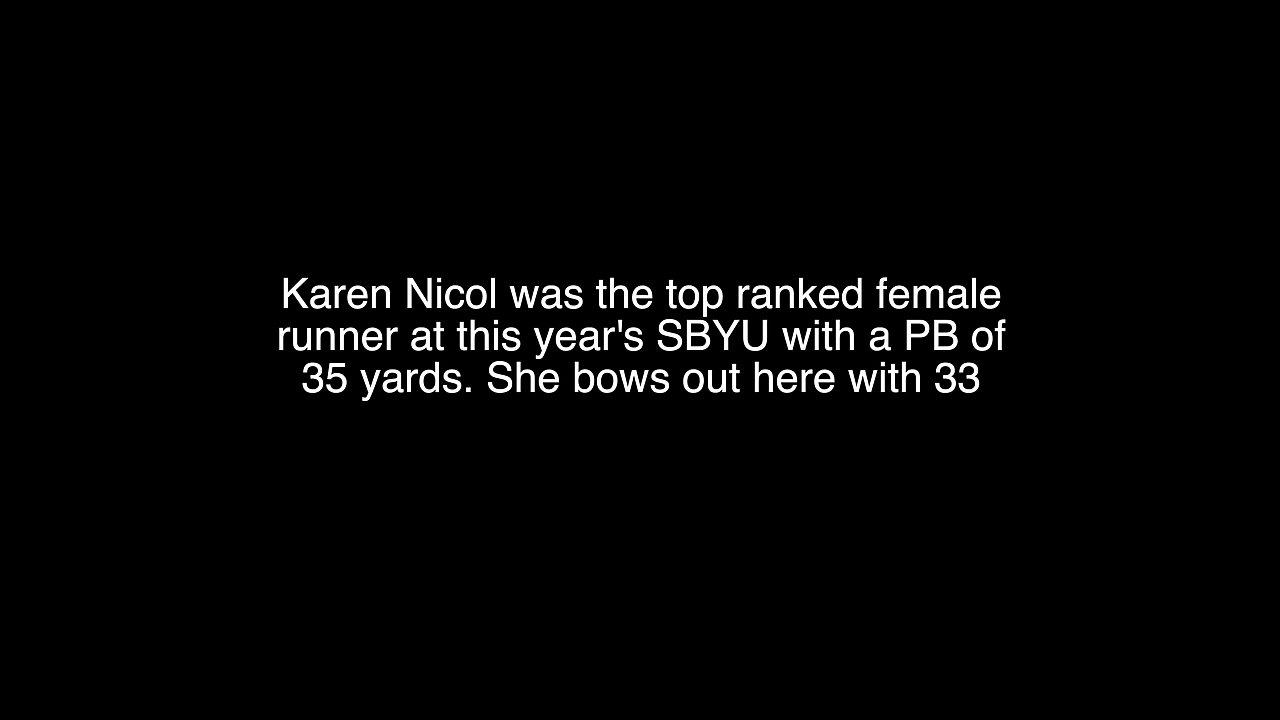 Karen Nicol was the top ranked female
runner at this year's SBYU with a PB of
35 yards. She bows out here with 33